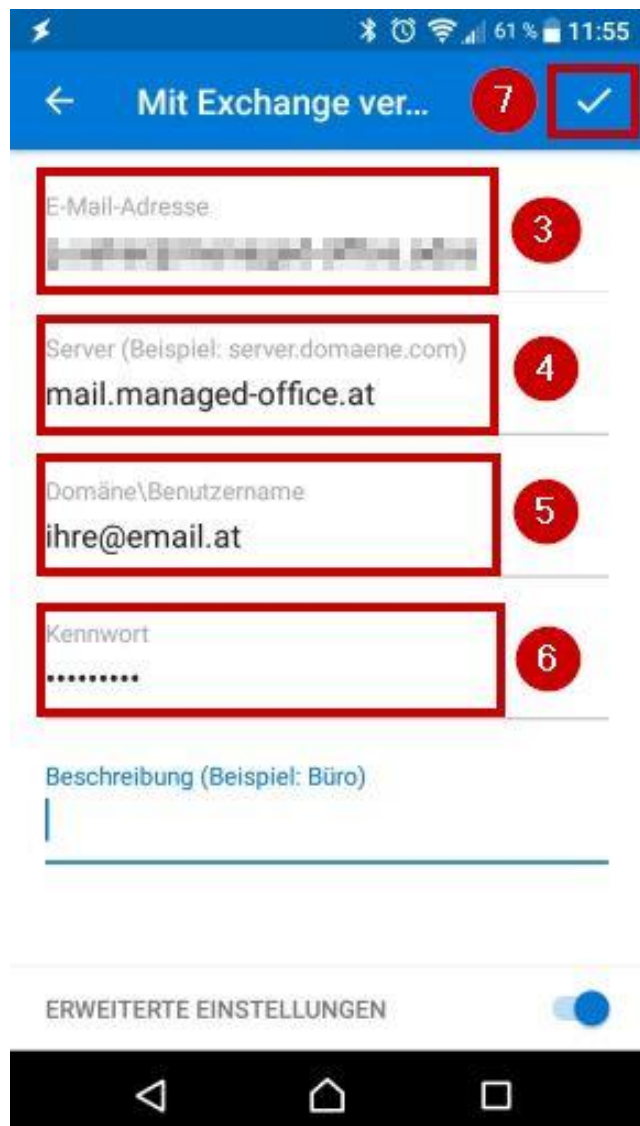 61 % 11:55
Mit Exchange ver... 7
E-Mail-Adresse
3
Server (Beispiel: server.domaene.com)
mail.managed-office.at
4
Domäne\Benutzername
ihre@email.at
5
Kennwort
•••••••••
6
Beschreibung (Beispiel: Büro)
ERWEITERTE EINSTELLUNGEN